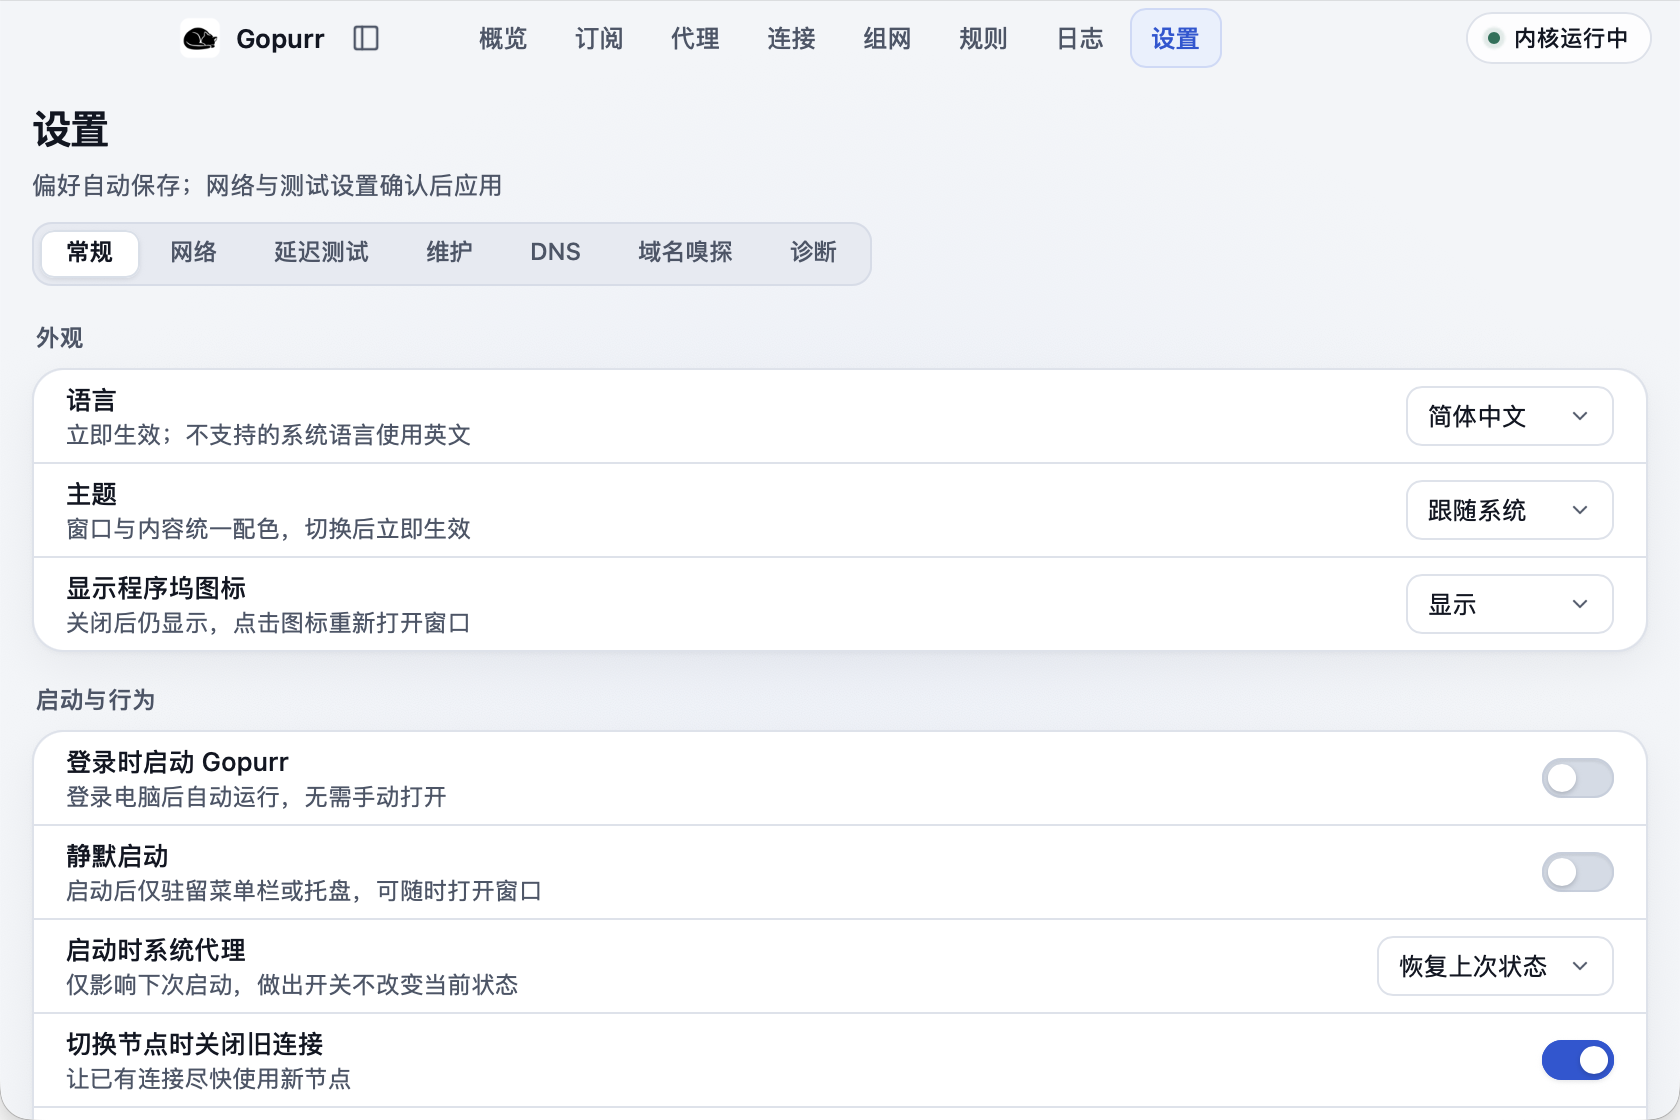 Gopurr
概览
订阅
代理
连接
组网
规则
日志
设置
内核运行中
设置
偏好自动保存；网络与测试设置确认后应用
常规
网络
延迟测试
维护
DNS
域名嗅探
诊断
外观
语言
立即生效；不支持的系统语言使用英文
简体中文
主题
窗口与内容统一配色，切换后立即生效
跟随系统
显示程序坞图标
关闭后仍显示，点击图标重新打开窗口
显示
启动与行为
登录时启动 Gopurr
登录电脑后自动运行，无需手动打开
静默启动
启动后仅驻留菜单栏或托盘，可随时打开窗口
启动时系统代理
仅影响下次启动，做出开关不改变当前状态
恢复上次状态
切换节点时关闭旧连接
让已有连接尽快使用新节点